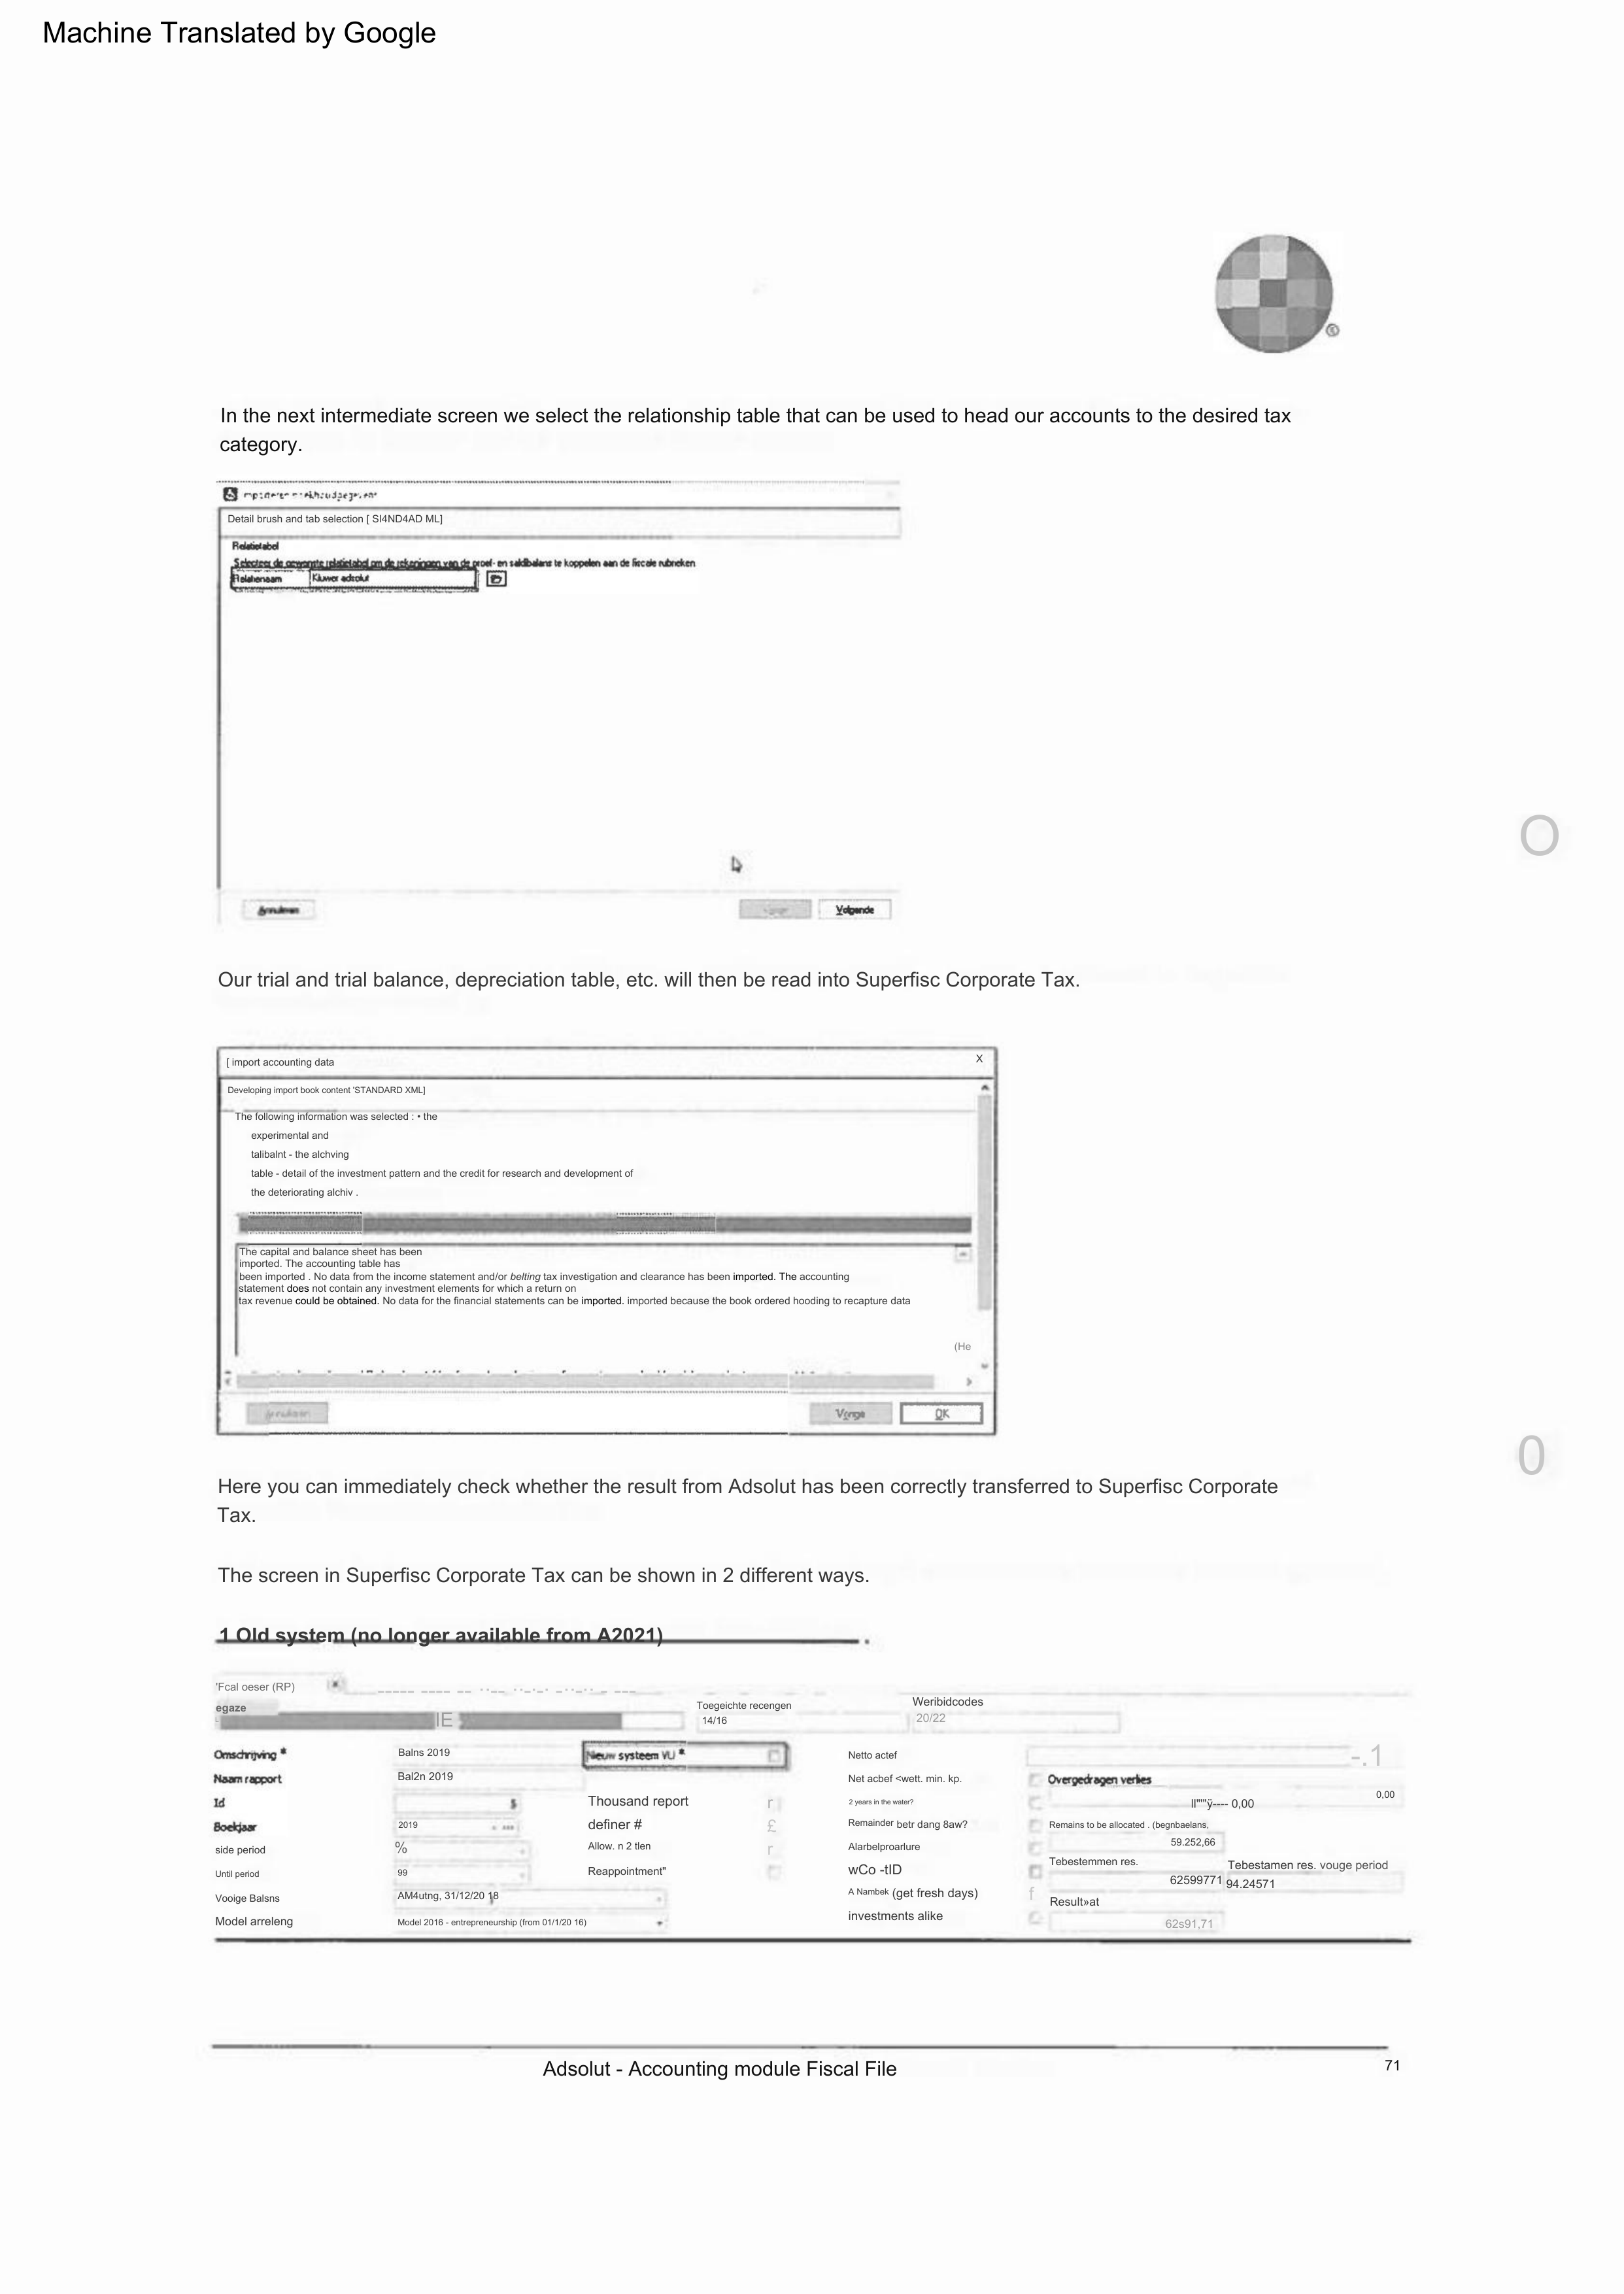 Machine Translated by Google
In the next intermediate screen we select the relationship table that can be used to head our accounts to the desired tax
category.
Detail brush and tab selection [ SI4ND4AD ML]
Relatietabel
Selecteer de gewenste relatietabel om de rekeningen van de proef- en saldibalans te koppelen aan de fiscale rubrieken
Relatienaam Kluwer adsolut
Annuleren Volgende
Our trial and trial balance, depreciation table, etc. will then be read into Superfisc Corporate Tax.
[ import accounting data X
Developing import book content 'STANDARD XML]
The following information was selected : • the
experimental and
talibalnt - the alchving
table - detail of the investment pattern and the credit for research and development of
the deteriorating alchiv .
The capital and balance sheet has been
imported. The accounting table has
been imported . No data from the income statement and/or belting tax investigation and clearance has been imported. The accounting
statement does not contain any investment elements for which a return on
tax revenue could be obtained. No data for the financial statements can be imported. imported because the book ordered hooding to recapture data
(He
Annuleren Vorige OK
Here you can immediately check whether the result from Adsolut has been correctly transferred to Superfisc Corporate
Tax.
The screen in Superfisc Corporate Tax can be shown in 2 different ways.
1 Old system (no longer available from A2021)
'Fcal oeser (RP)
egaze IE Toegeichte recengen Weribidcodes
14/16 20/22
Omschrijving * Balns 2019 Nieuw systeem VU * Netto actef -.1
Naam rapport Bal2n 2019 Net acbef <wett. min. kp. Overgedragen verlies
Id 5 Thousand report 2 years in the water? ll""ÿ---- 0,00 0,00
Boekjaar 2019 definer # Remainder betr dang 8aw? Remains to be allocated . (begnbaelans,
side period % Allow. n 2 tlen Alarbelproarlure 59.252,66
Until period 99 Reappointment" wCo -tID Tebestemmen res. Tebestamen res. vouge period
62599771 94.24571
Vooige Balsns AM4utng, 31/12/20 18 A Nambek (get fresh days) Result»at
Model arreleng Model 2016 - entrepreneurship (from 01/1/20 16) investments alike 62s91,71
Adsolut - Accounting module Fiscal File 71